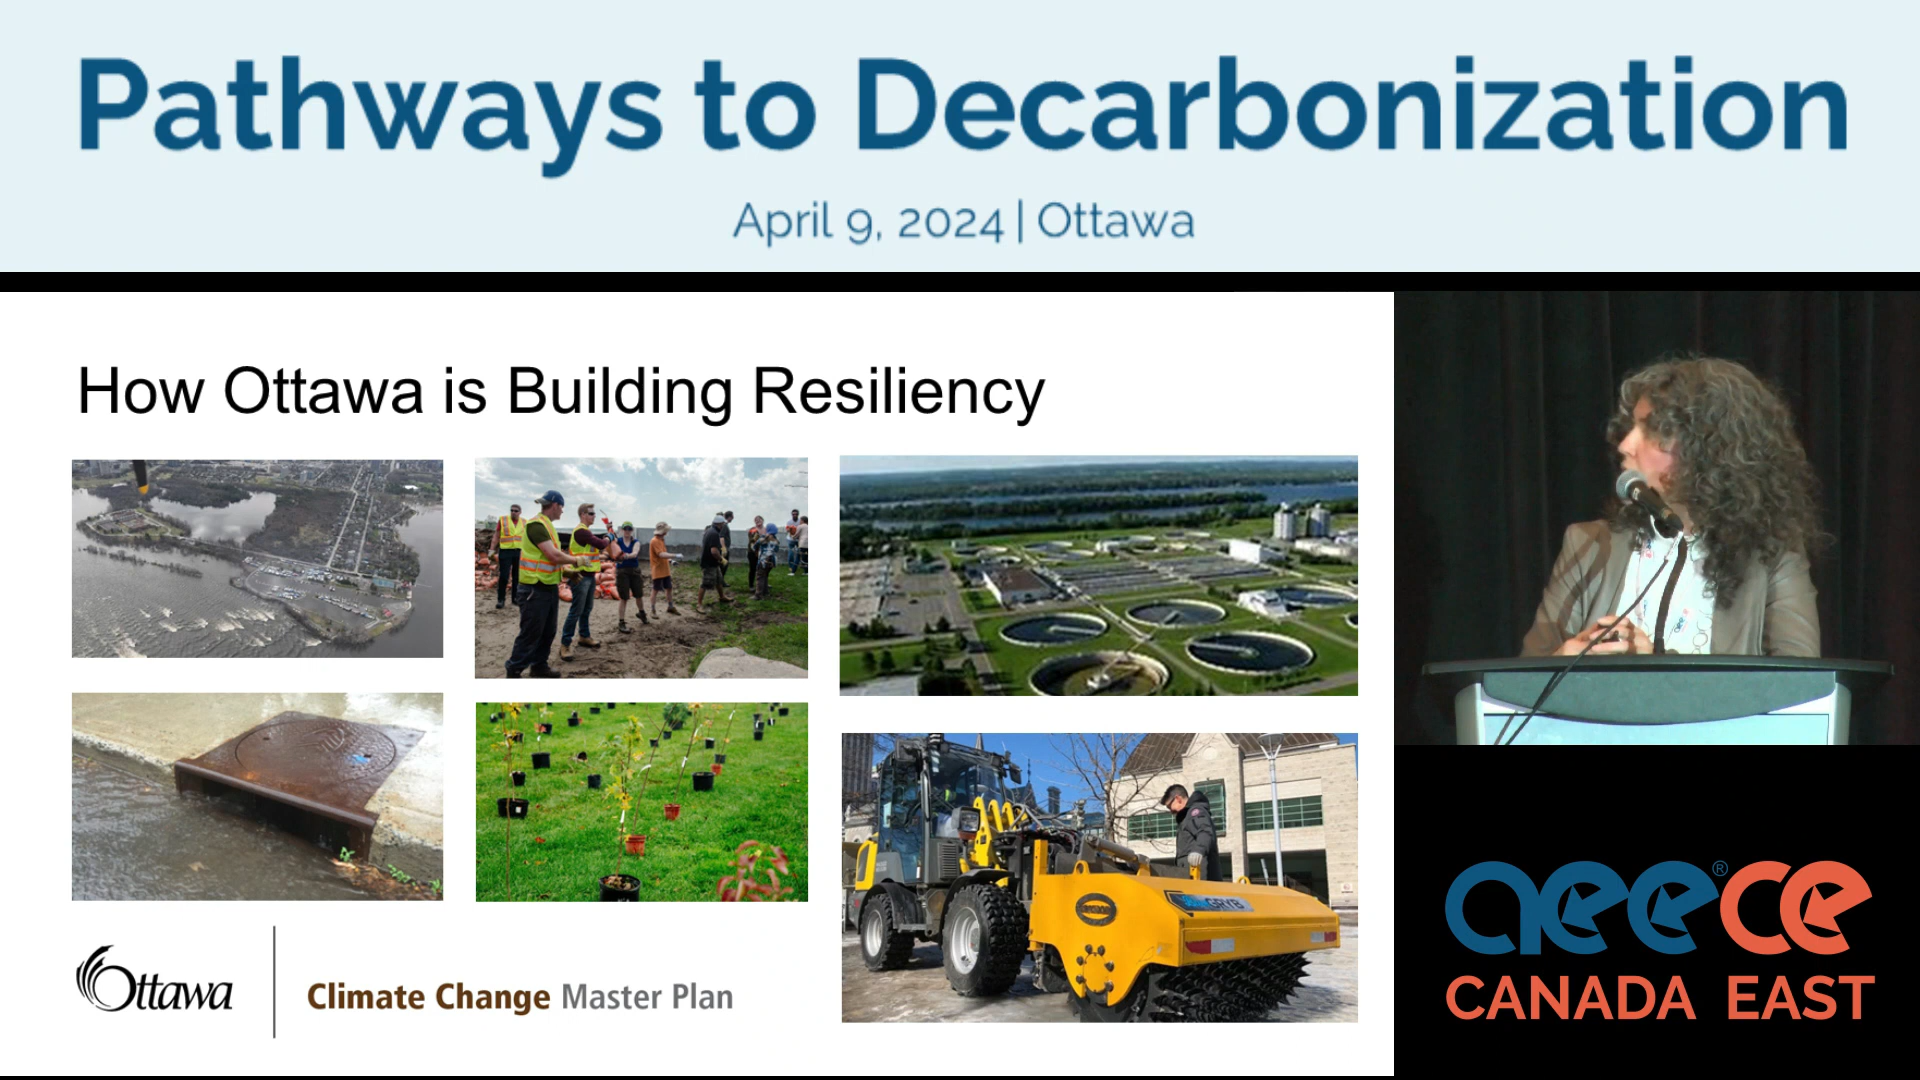 Pathways to Decarbonization
April 9, 2024 | Ottawa
How Ottawa is Building Resiliency
GRYB
Ottawa
Climate Change Master Plan
aeece®
CANADA EAST